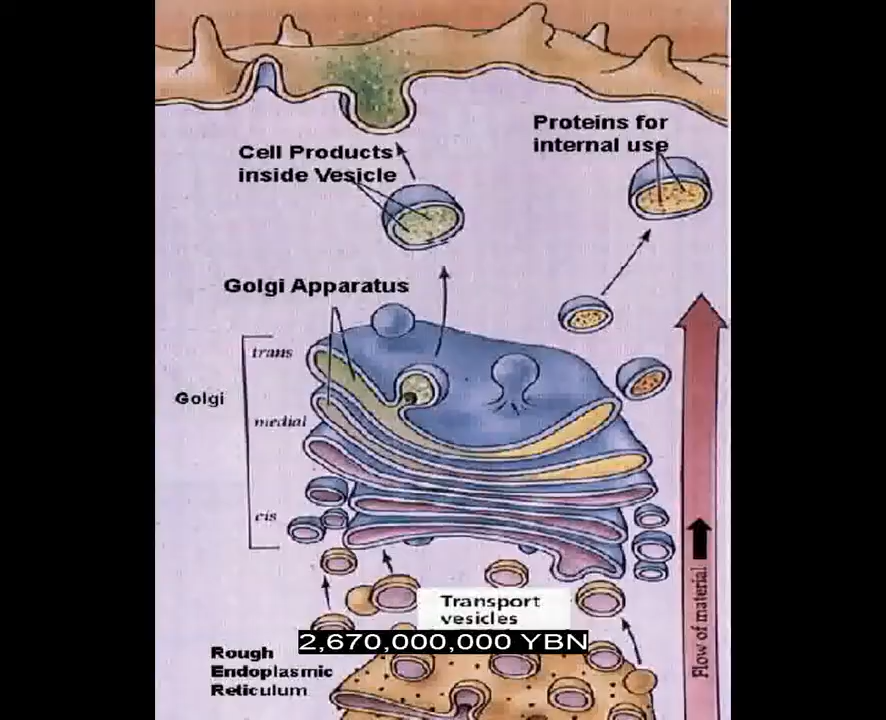 Cell Products
inside Vesicle
Proteins for
internal use
Golgi Apparatus
trans
Golgi
medial
cis
Transport
vesicles
2,670,000,000 YBN
Rough
Endoplasmic
Reticulum
Flow of material